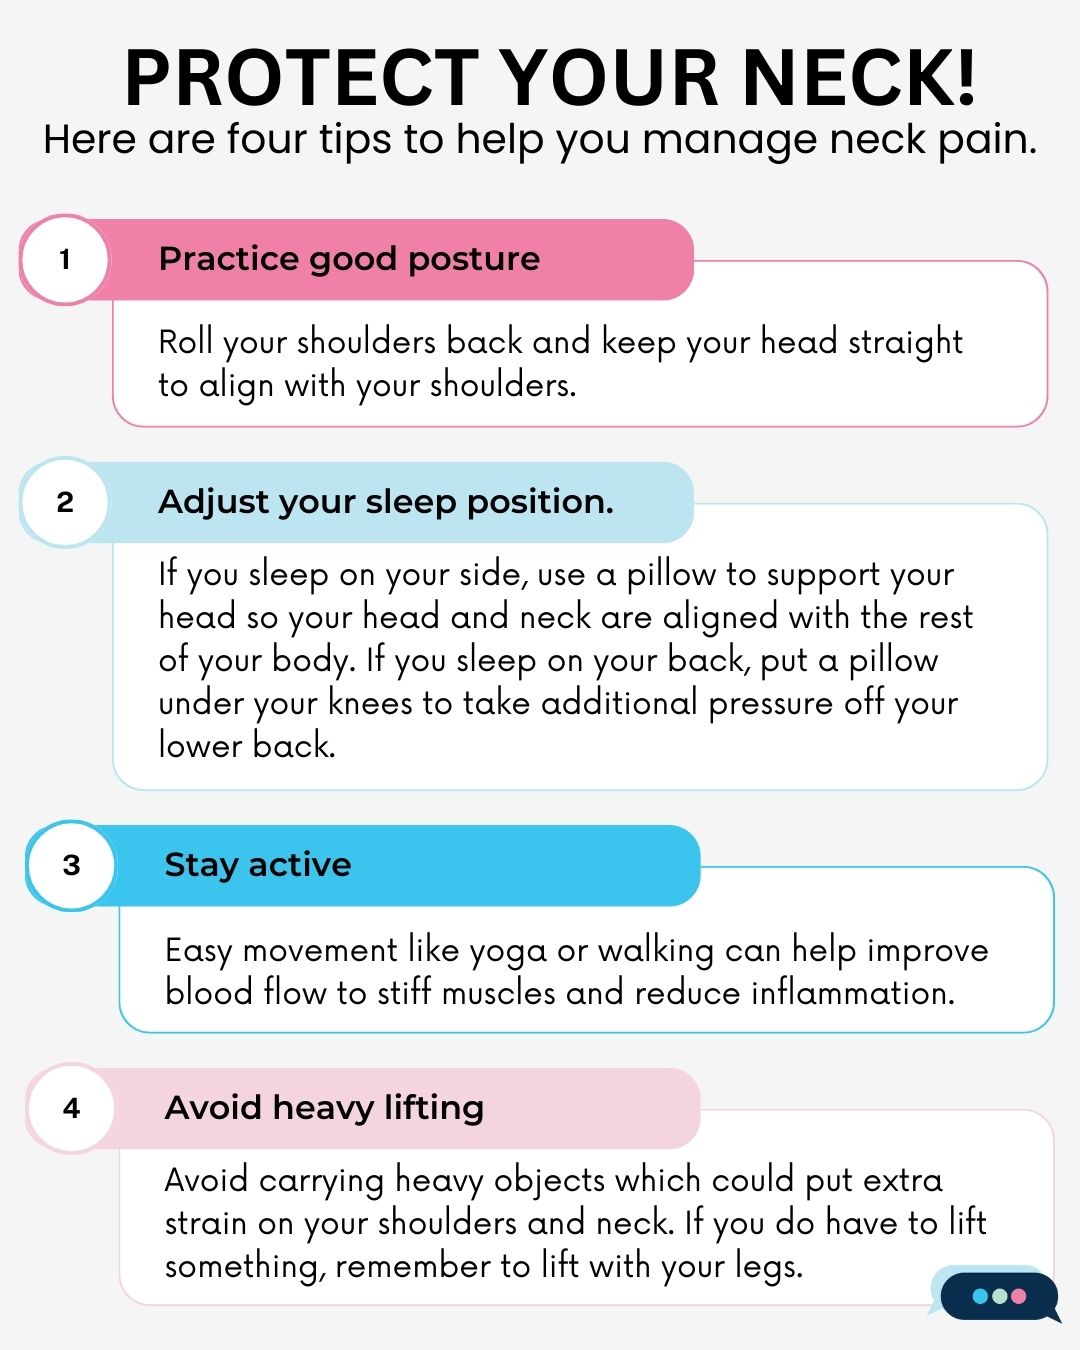 PROTECT YOUR NECK!
Here are four tips to help you manage neck pain.
1
Practice good posture
Roll your shoulders back and keep your head straight
to align with your shoulders.
2
Adjust your sleep position.
If you sleep on your side, use a pillow to support your
head so your head and neck are aligned with the rest
of your body. If you sleep on your back, put a pillow
under your knees to take additional pressure off your
lower back.
3
Stay active
Easy movement like yoga or walking can help improve
blood flow to stiff muscles and reduce inflammation.
4
Avoid heavy lifting
Avoid carrying heavy objects which could put extra
strain on your shoulders and neck. If you do have to lift
something, remember to lift with your legs.